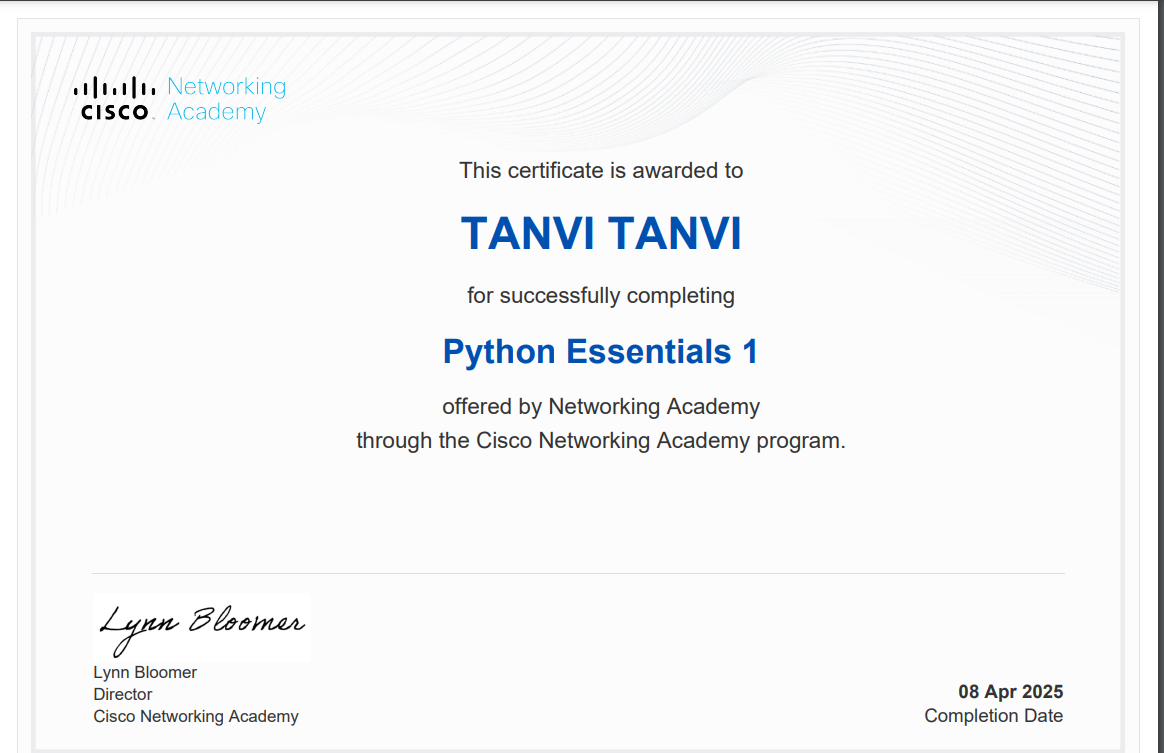 CISCO
Networking
Academy
This certificate is awarded to
TANVI TANVI
for successfully completing
Python Essentials 1
offered by Networking Academy
through the Cisco Networking Academy program.
Lynn Bloomer
Lynn Bloomer
Director
Cisco Networking Academy
08 Apr 2025
Completion Date